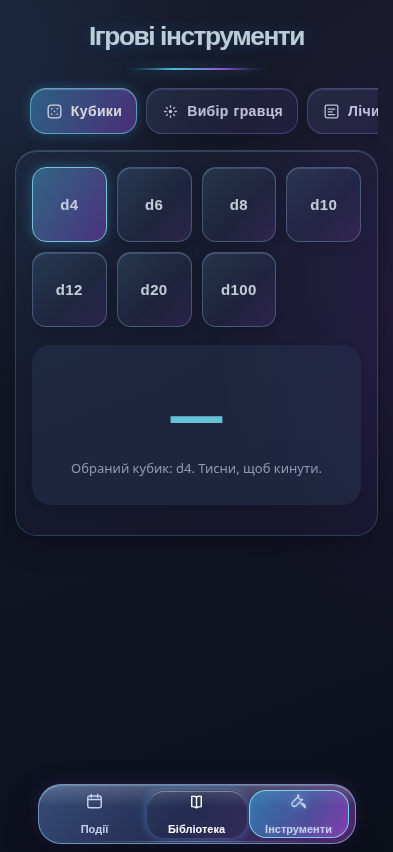 Ігрові інструменти
Кубики
Вибір гравця
Лічи
d4
d6
d8
d10
d12
d20
d100
—
Обраний кубик: d4. Тисни, щоб кинути.
Події
Бібліотека
Інструменти